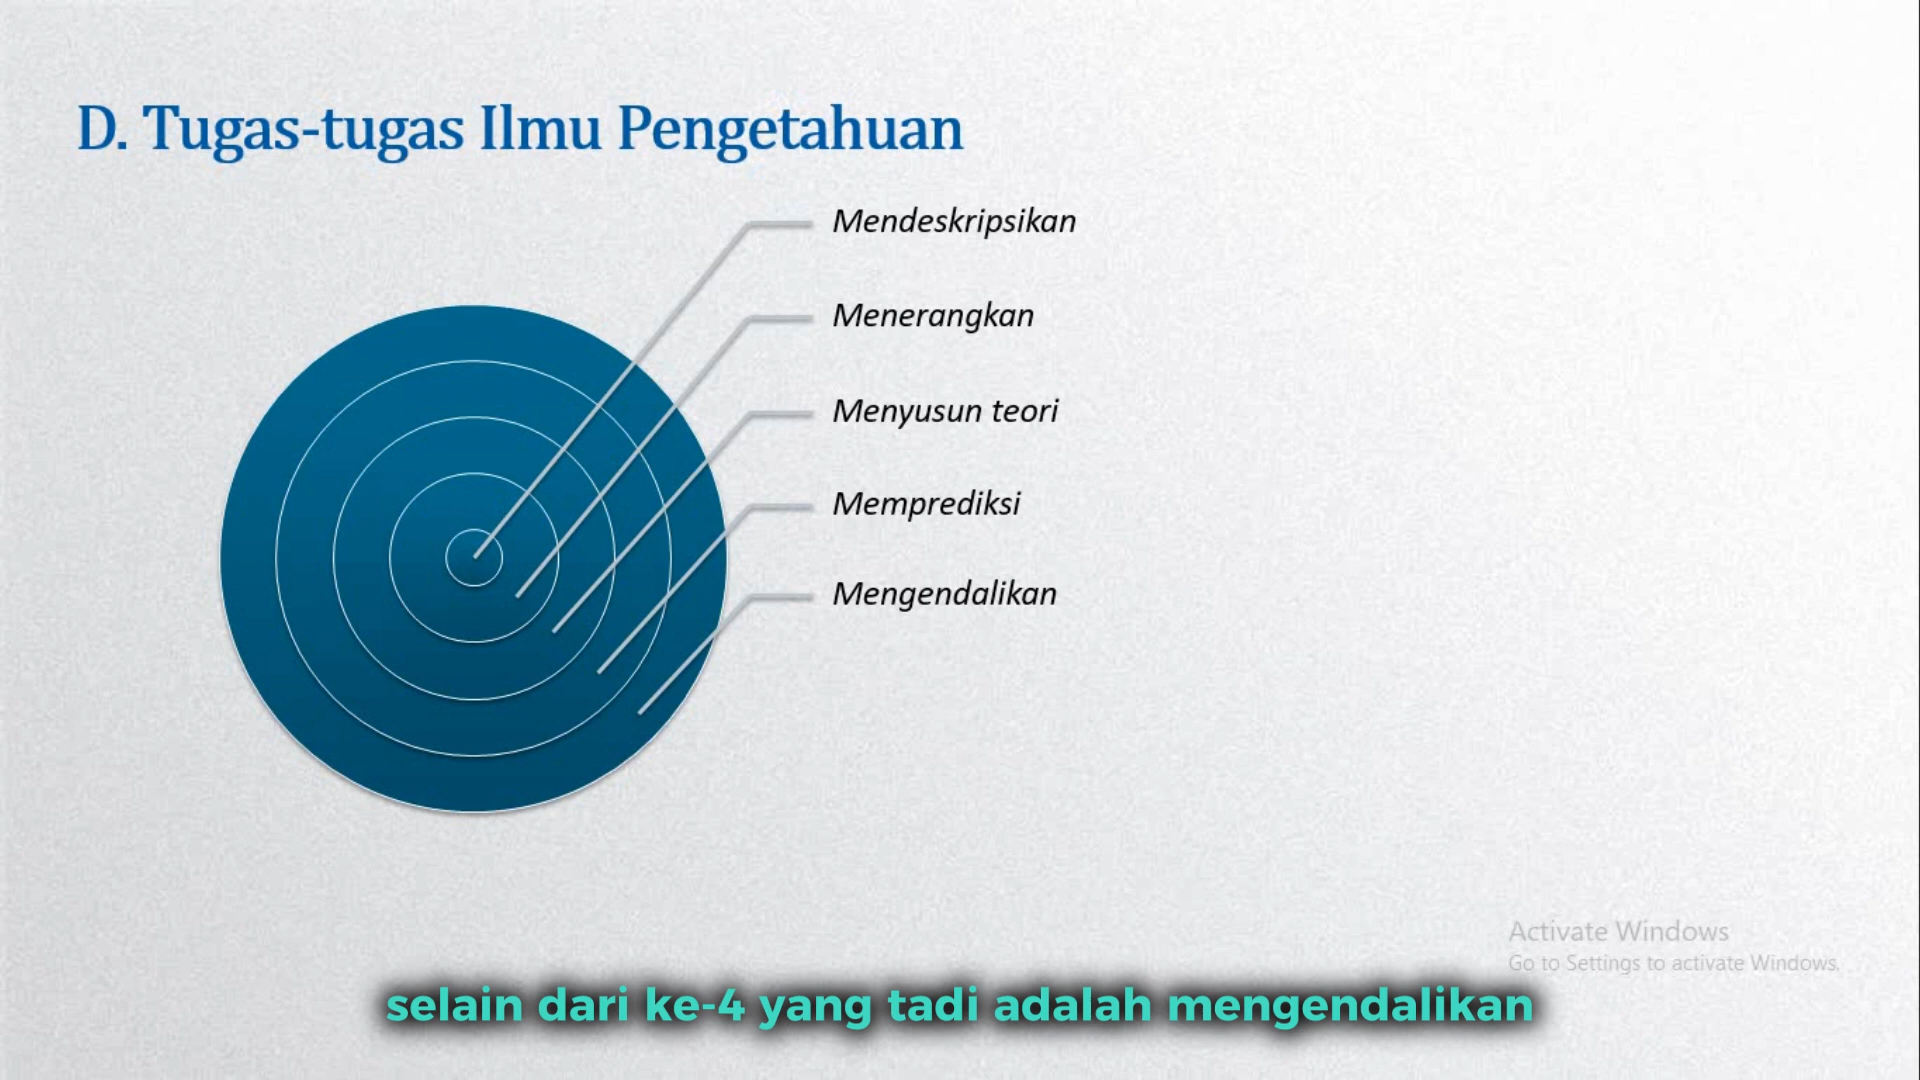 D. Tugas-tugas Ilmu Pengetahuan
Mendeskripsikan
Menerangkan
Menyusun teori
Memprediksi
Mengendalikan
Activate Windows
Go to Settings to activate Windows.
selain dari ke-4 yang tadi adalah mengendalikan